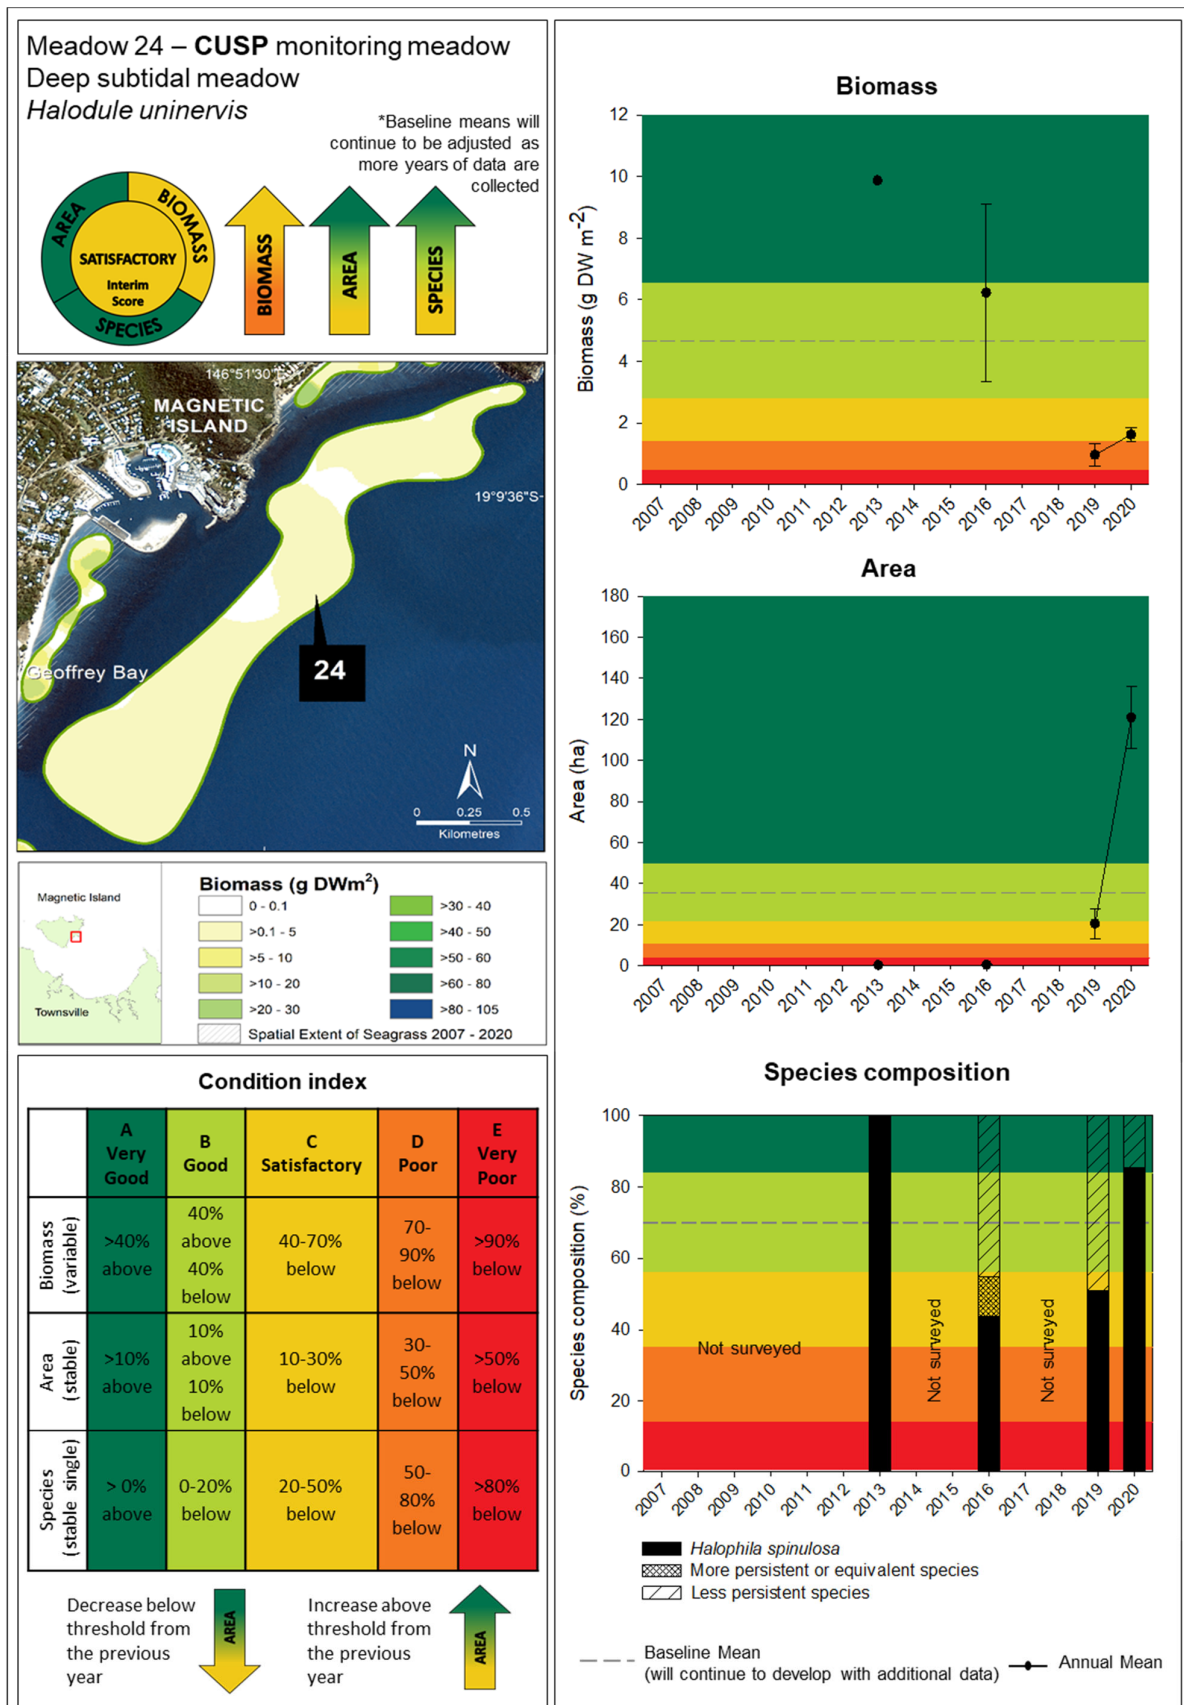 Meadow 24 – CUSP monitoring meadow
Deep subtidal meadow
Halodule uninervis
*Baseline means will
continue to be adjusted as
more years of data are
collected
AREA
BIOMASS
SPECIES
SATISFACTORY
Interim
Score
BIOMASS
AREA
SPECIES
146°51'30"E
MAGNETIC
ISLAND
19°9'36"S
Geoffrey Bay
24
N
0 0.25 0.5
Kilometres
Magnetic Island
Townsville
Biomass (g DWm2)
0 - 0.1
>0.1 - 5
>5 - 10
>10 - 20
>20 - 30
>30 - 40
>40 - 50
>50 - 60
>60 - 80
>80 - 105
Spatial Extent of Seagrass 2007 - 2020
Condition index
A Very Good
B Good
C Satisfactory
D Poor
E Very Poor
Biomass (variable)
>40% above
40% above 40% below
40-70% below
70-90% below
>90% below
Area (stable)
>10% above
10% above 10% below
10-30% below
30-50% below
>50% below
Species (stable single)
> 0% above
0-20% below
20-50% below
50-80% below
>80% below
Decrease below
threshold from
the previous
year
AREA
Increase above
threshold from
the previous
year
AREA
Biomass
Biomass (g DW m-2)
12
10
8
6
4
2
0
2007 2008 2009 2010 2011 2012 2013 2014 2015 2016 2017 2018 2019 2020
Area
Area (ha)
180
160
140
120
100
80
60
40
20
0
2007 2008 2009 2010 2011 2012 2013 2014 2015 2016 2017 2018 2019 2020
Species composition
Species composition (%)
100
80
60
40
20
0
Not surveyed
Not surveyed
Not surveyed
2007 2008 2009 2010 2011 2012 2013 2014 2015 2016 2017 2018 2019 2020
Halophila spinulosa
More persistent or equivalent species
Less persistent species
Baseline Mean
(will continue to develop with additional data)
Annual Mean